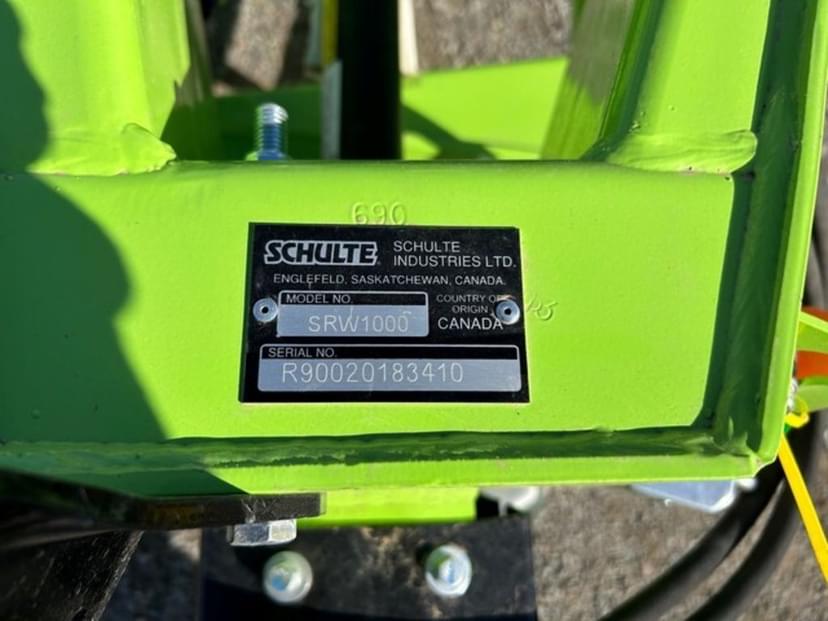 690
SCHULTE
SCHULTE
INDUSTRIES LTD.
ENGLEFELD, SASKATCHEWAN, CANADA.
MODEL NO.
SRW1000
COUNTRY OF
ORIGIN
CANADA
SERIAL NO.
R90020183410